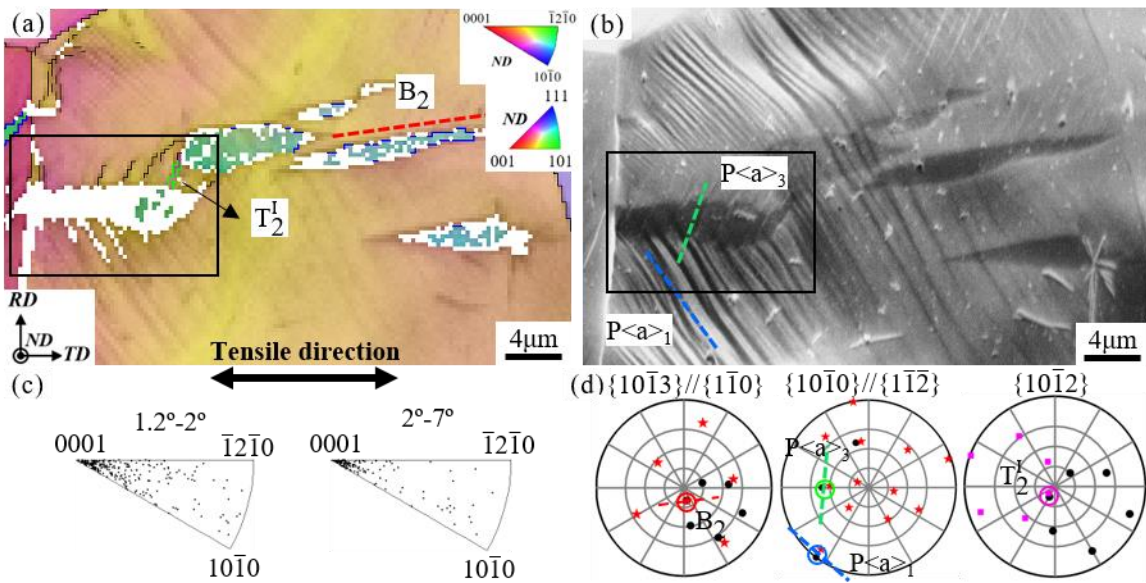 (a)
0001
1̅21̅0
ND
101̅0
111
ND
001
101
B₂
T₂ᴵ
RD
ND
TD
4μm
Tensile direction
(b)
P<a>₃
P<a>₁
4μm
(c)
1.2°-2°
2°-7°
0001
1̅21̅0
0001
1̅21̅0
101̅0
101̅0
(d)
{101̅3}//{11̅0}
{101̅0}//{11̅2̅}
{101̅2}
P<a>₃
T₂ᴵ
B₂
P<a>₁